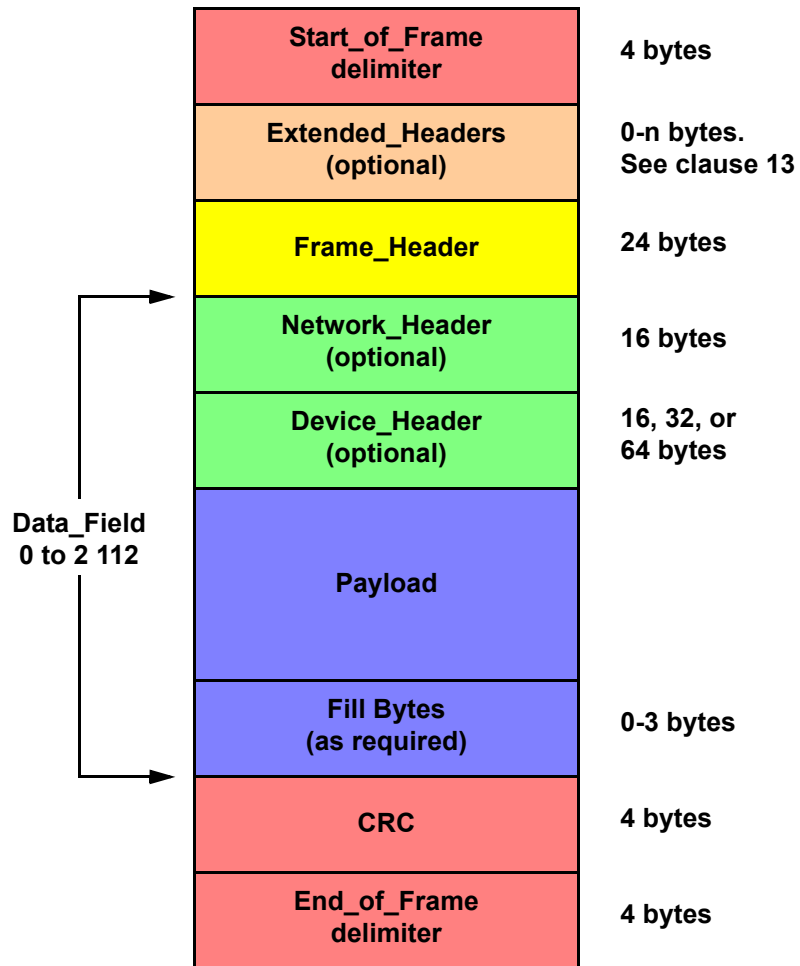 Start_of_Frame
delimiter
4 bytes
Extended_Headers
(optional)
0-n bytes.
See clause 13
Frame_Header
24 bytes
Network_Header
(optional)
16 bytes
Device_Header
(optional)
16, 32, or
64 bytes
Data_Field
0 to 2 112
Payload
Fill Bytes
(as required)
0-3 bytes
CRC
4 bytes
End_of_Frame
delimiter
4 bytes